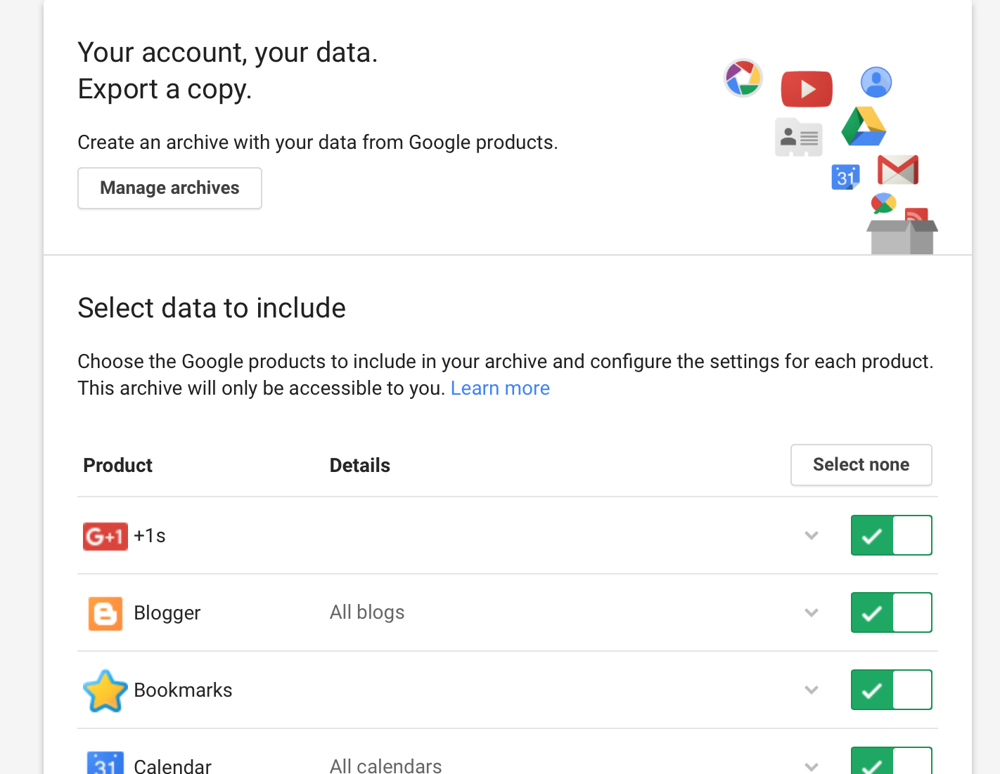 Your account, your data.
Export a copy.
Create an archive with your data from Google products.
Manage archives
31
Select data to include
Choose the Google products to include in your archive and configure the settings for each product.
This archive will only be accessible to you. Learn more
Product Details Select none
G+1 +1s
Blogger All blogs
Bookmarks
31 Calendar All calendars